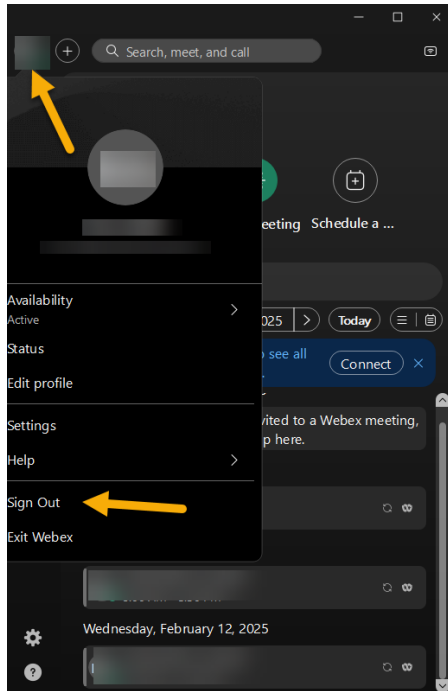 Search, meet, and call
eeting
Schedule a ...
Availability
Active
Status
Edit profile
Settings
Help
Sign Out
Exit Webex
025
Today
see all
Connect
vited to a Webex meeting,
p here.
Wednesday, February 12, 2025